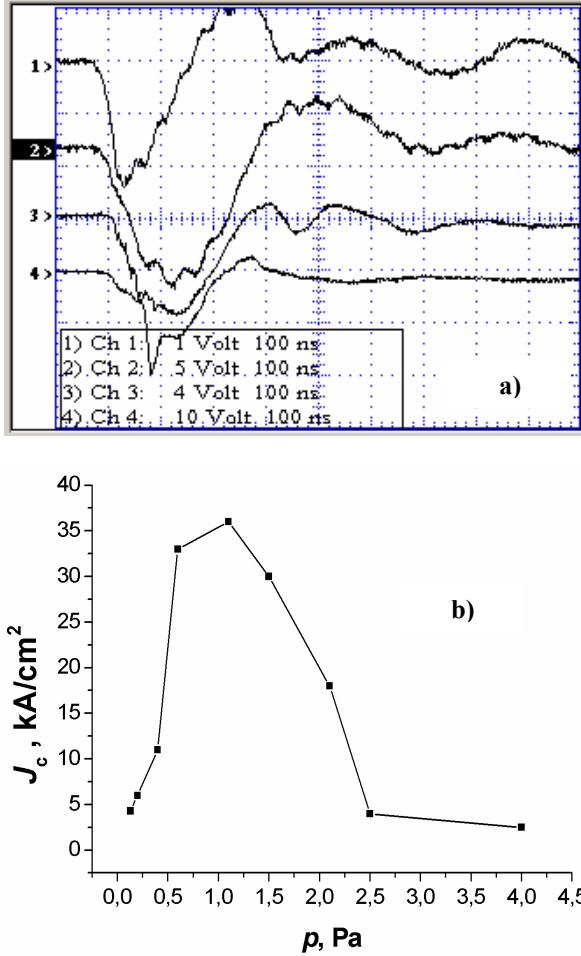 1>
2>
3>
4>
1) Ch 1: 1 Volt 100 ns
2) Ch 2: 5 Volt 100 ns
3) Ch 3: 4 Volt 100 ns
4) Ch 4: 10 Volt 100 ns
a)
40
35
30
25
20
15
10
5
0
J_c , kA/cm²
b)
0,0 0,5 1,0 1,5 2,0 2,5 3,0 3,5 4,0 4,5
p, Pa